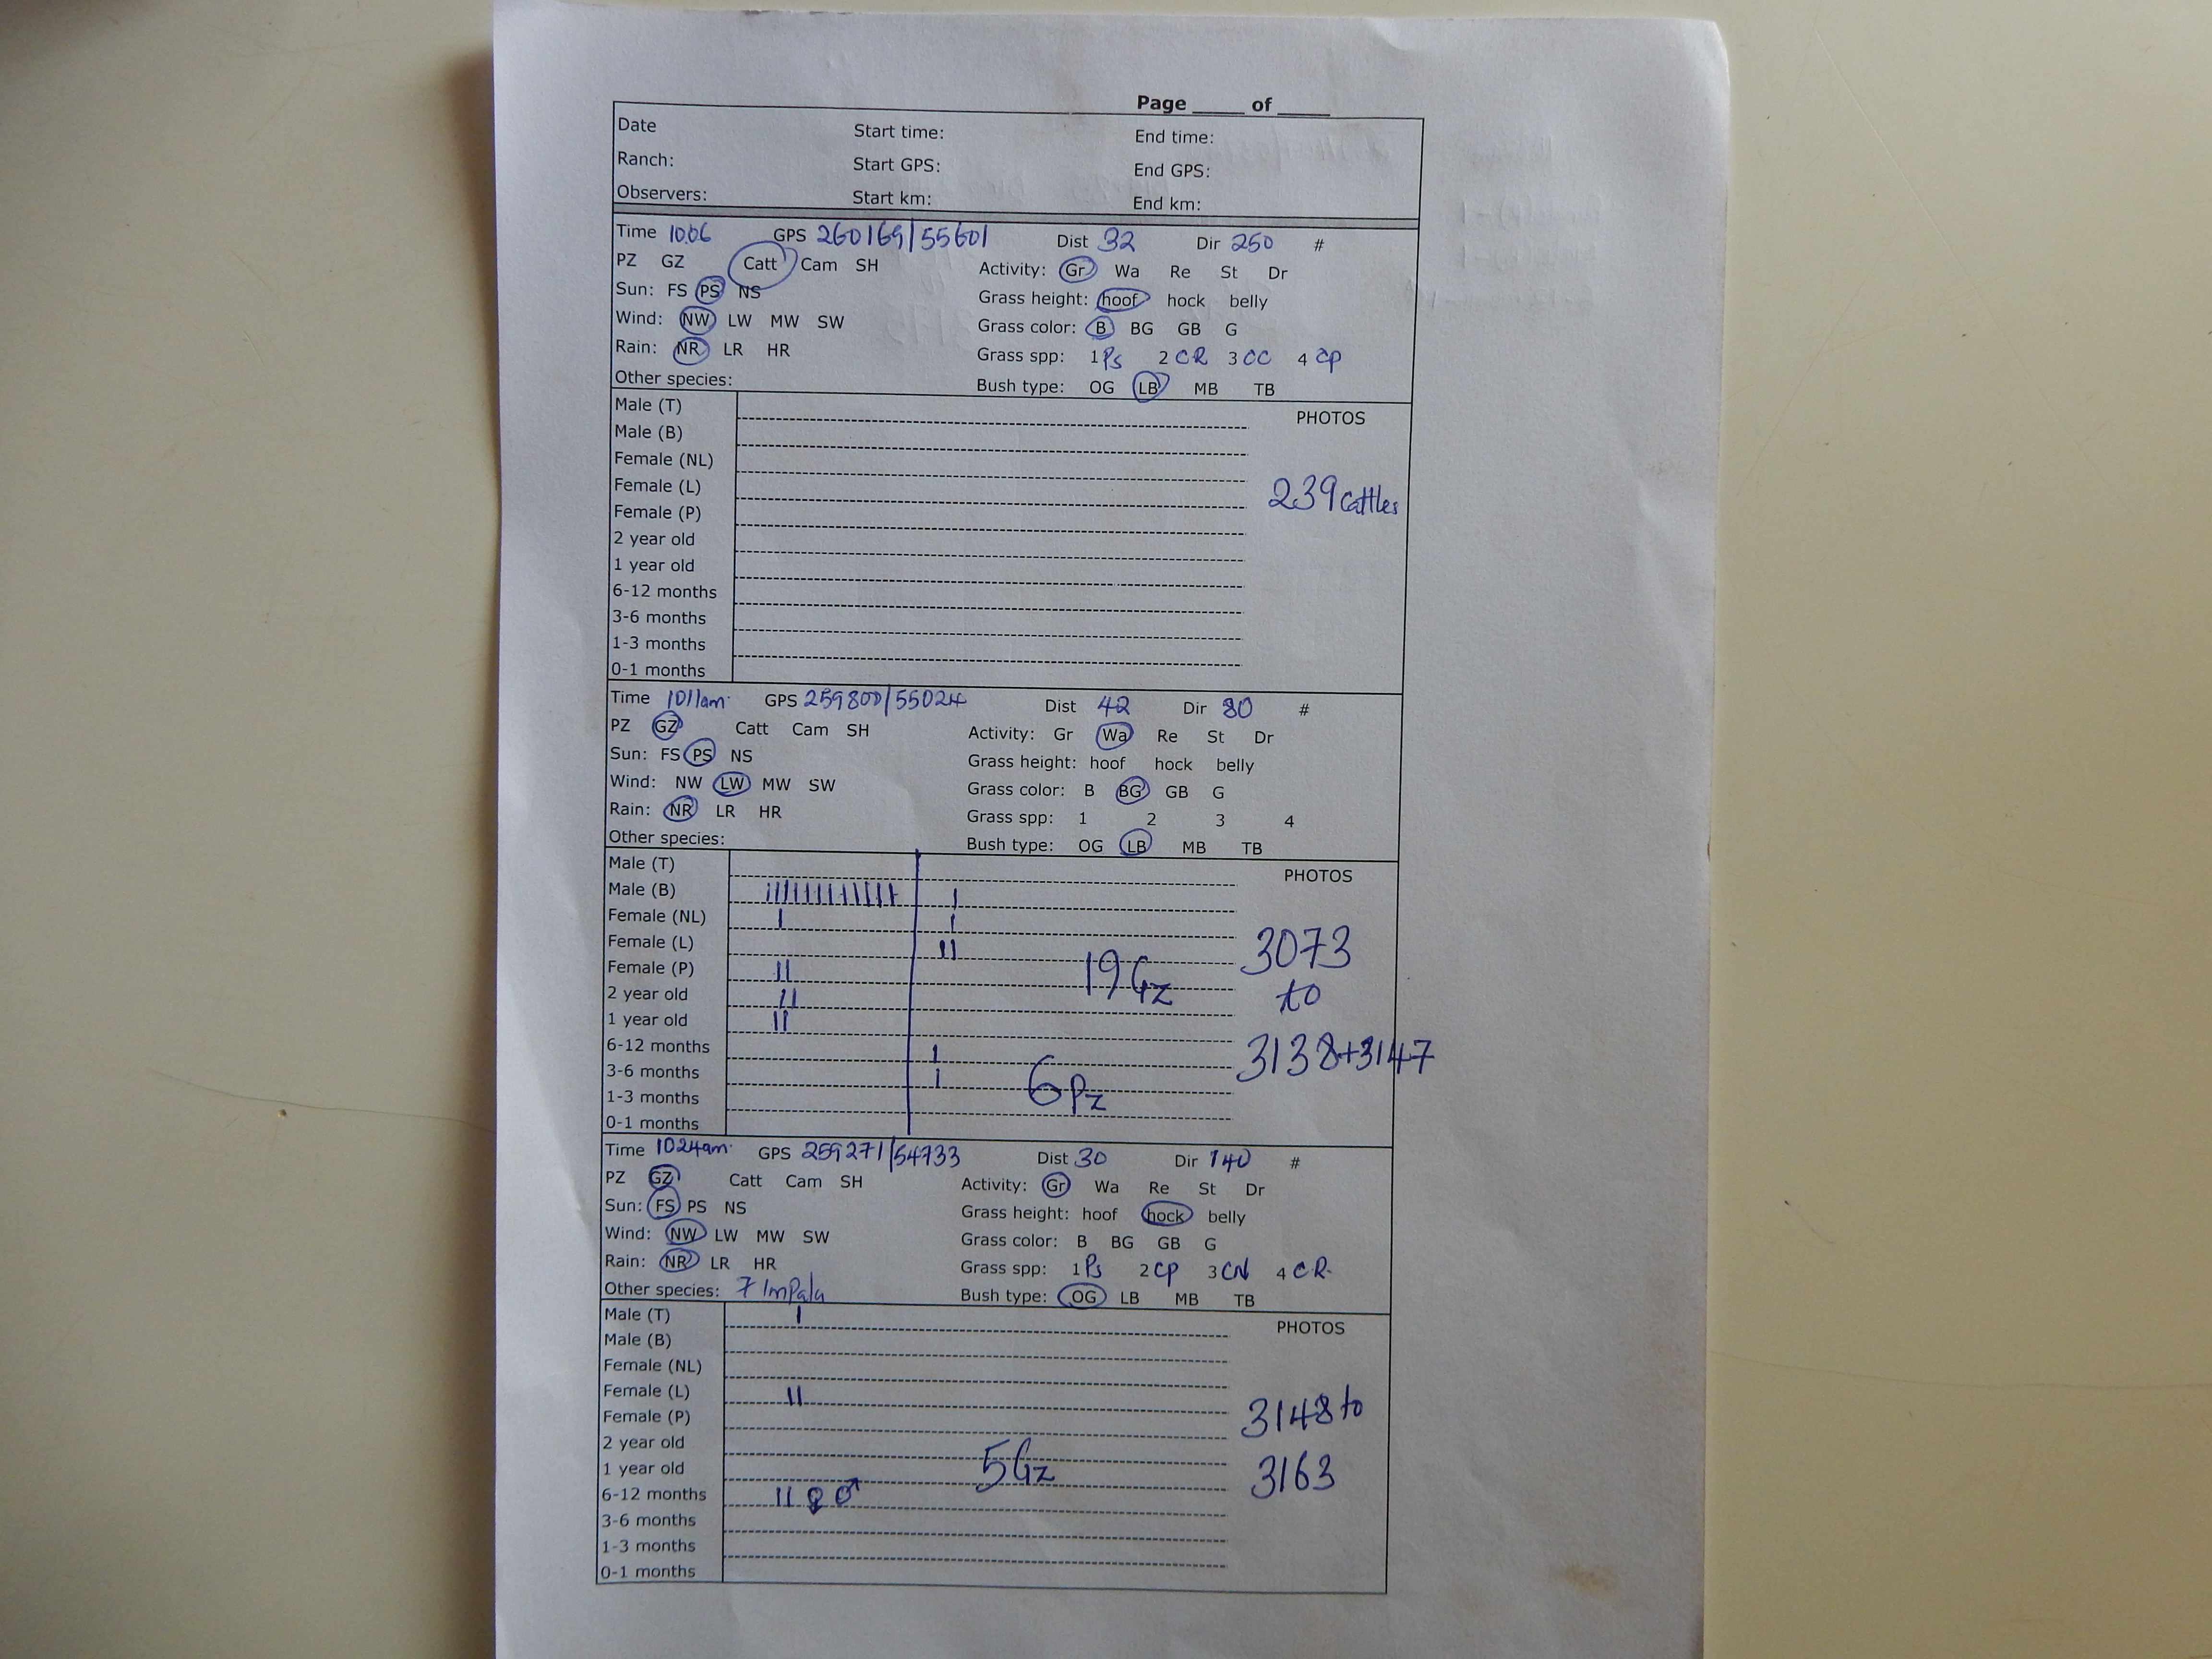 Page _____ of _____
Date Start time: End time:
Ranch: Start GPS: End GPS:
Observers: Start km: End km:
Time 1006 GPS 260169/55601 Dist 32 Dir 250 #
PZ GZ Catt Cam SH Activity: Gr Wa Re St Dr
Sun: FS PS NS Grass height: hoof hock belly
Wind: NW LW MW SW Grass color: B BG GB G
Rain: NR LR HR Grass spp: 1 Ps 2 CR 3 CC 4 CP
Other species: Bush type: OG LB MB TB
Male (T) PHOTOS
Male (B)
Female (NL)
Female (L) 239 cattles
Female (P)
2 year old
1 year old
6-12 months
3-6 months
1-3 months
0-1 months
Time 1011am GPS 259800/55024 Dist 42 Dir 80 #
PZ GZ Catt Cam SH Activity: Gr Wa Re St Dr
Sun: FS PS NS Grass height: hoof hock belly
Wind: NW LW MW SW Grass color: B BG GB G
Rain: NR LR HR Grass spp: 1 2 3 4
Other species: Bush type: OG LB MB TB
Male (T) PHOTOS
Male (B)
Female (NL) I I
Female (L) II 3073
Female (P) II 19Gz
2 year old II to
1 year old II
6-12 months I 3138+3147
3-6 months I 6Pz
1-3 months
0-1 months
Time 1024am GPS 259271/54733 Dist 30 Dir 140 #
PZ GZ Catt Cam SH Activity: Gr Wa Re St Dr
Sun: FS PS NS Grass height: hoof hock belly
Wind: NW LW MW SW Grass color: B BG GB G
Rain: NR LR HR Grass spp: 1 Ps 2 CP 3 CN 4 CR
Other species: 7 Impala Bush type: OG LB MB TB
Male (T) I PHOTOS
Male (B)
Female (NL)
Female (L) II 3148 to
Female (P)
2 year old
1 year old 5Gz 3163
6-12 months II ♀ ♂
3-6 months
1-3 months
0-1 months